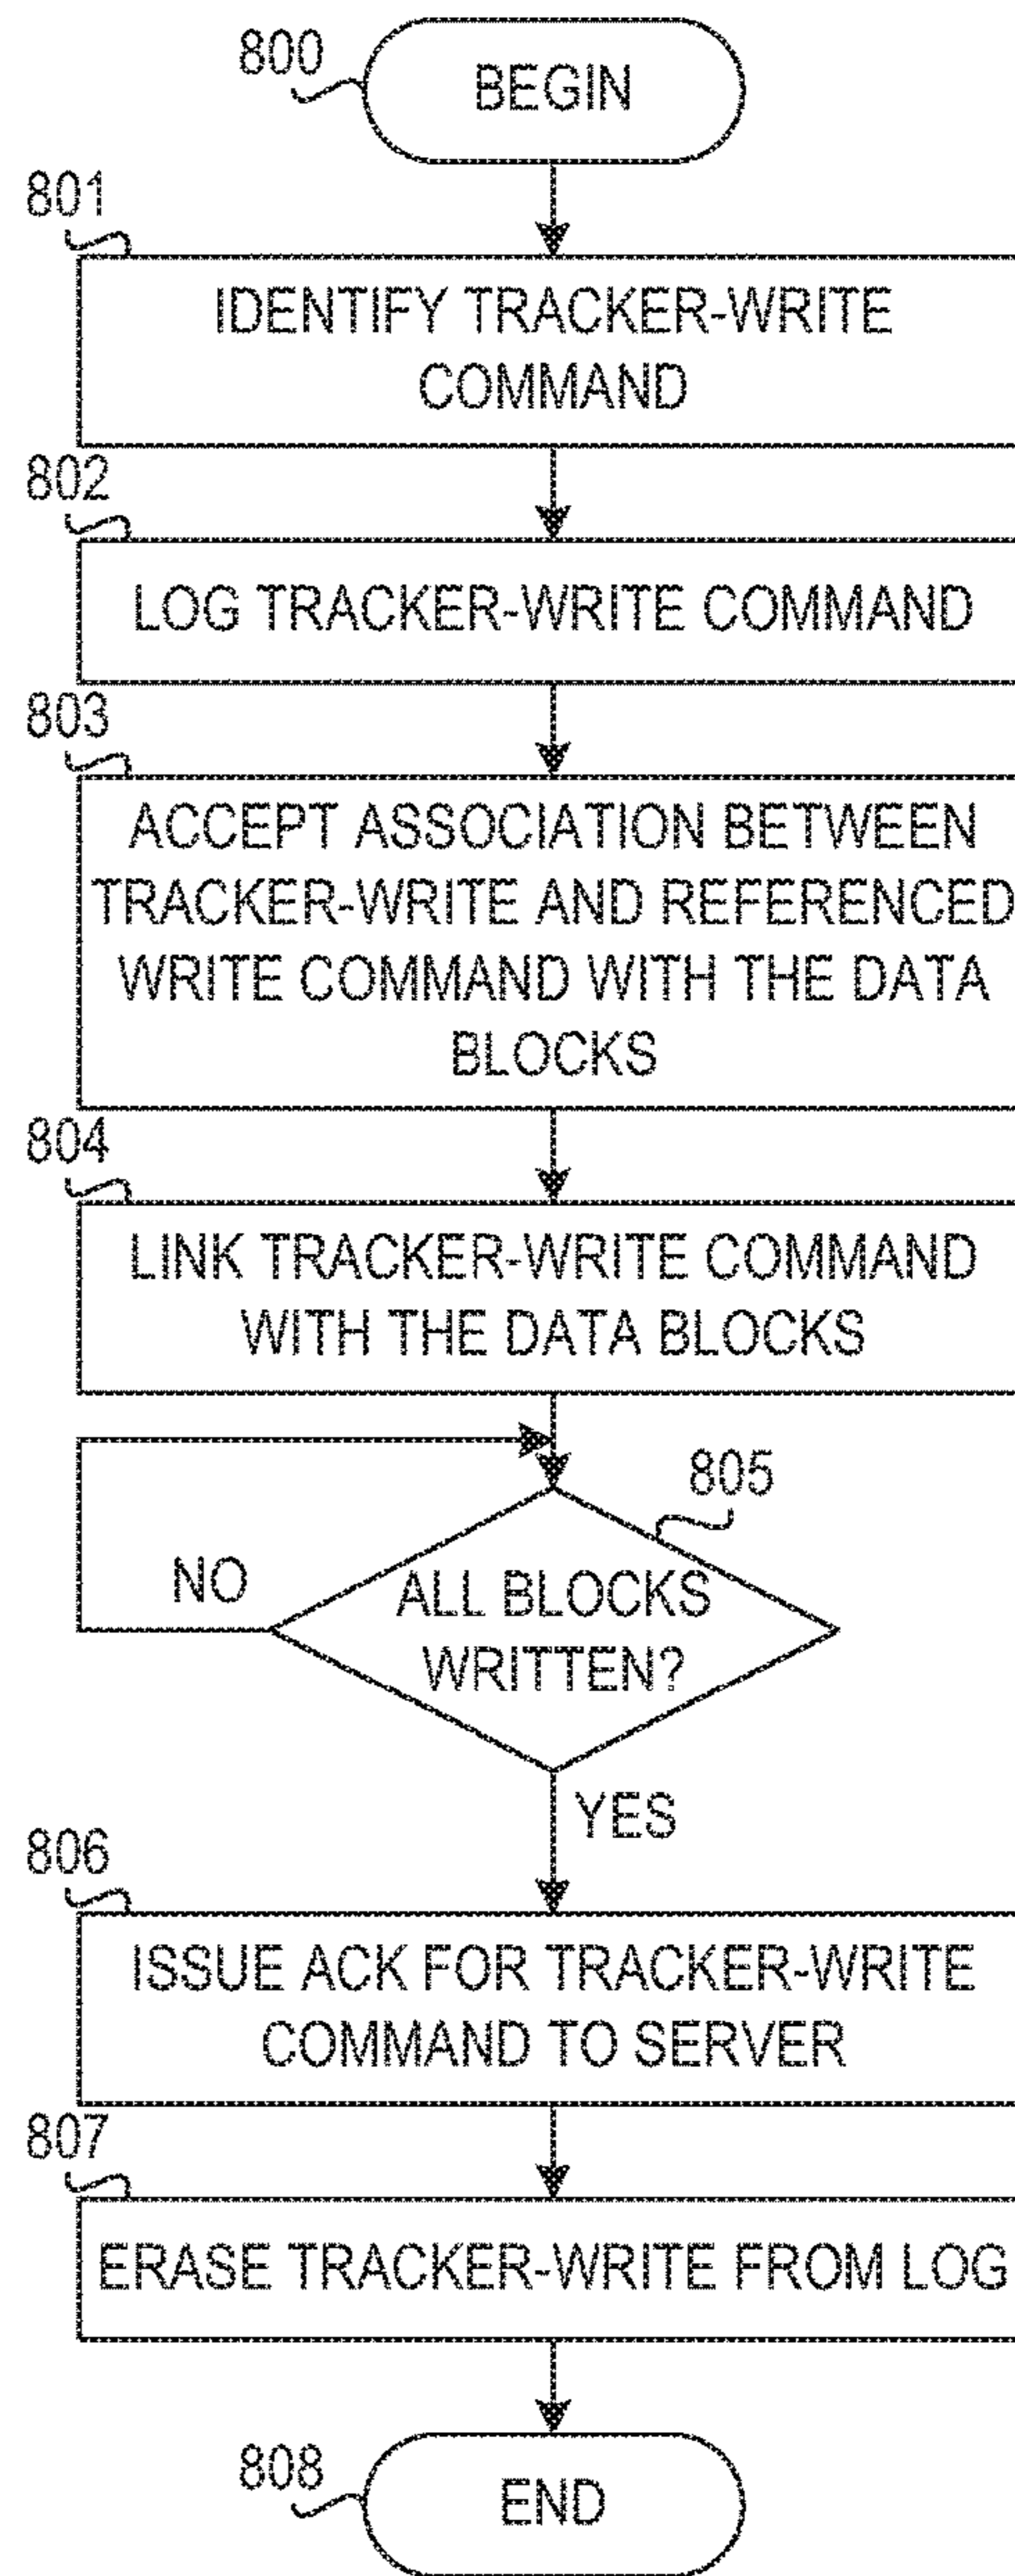 800
BEGIN
801
IDENTIFY TRACKER-WRITE
COMMAND
802
LOG TRACKER-WRITE COMMAND
803
ACCEPT ASSOCIATION BETWEEN
TRACKER-WRITE AND REFERENCED
WRITE COMMAND WITH THE DATA
BLOCKS
804
LINK TRACKER-WRITE COMMAND
WITH THE DATA BLOCKS
805
NO
ALL BLOCKS
WRITTEN?
YES
806
ISSUE ACK FOR TRACKER-WRITE
COMMAND TO SERVER
807
ERASE TRACKER-WRITE FROM LOG
808
END